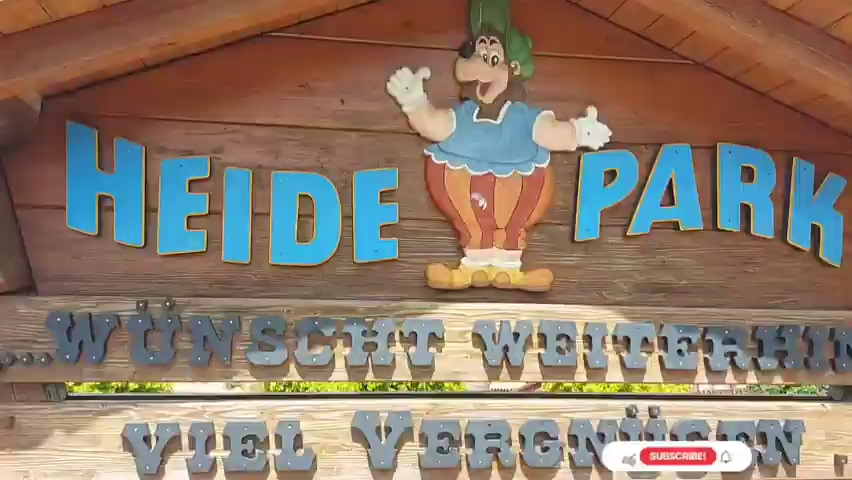 HEIDE PARK
...WÜNSCHT WEITERHIN
VIEL VERGNÜGEN
SUBSCRIBE!